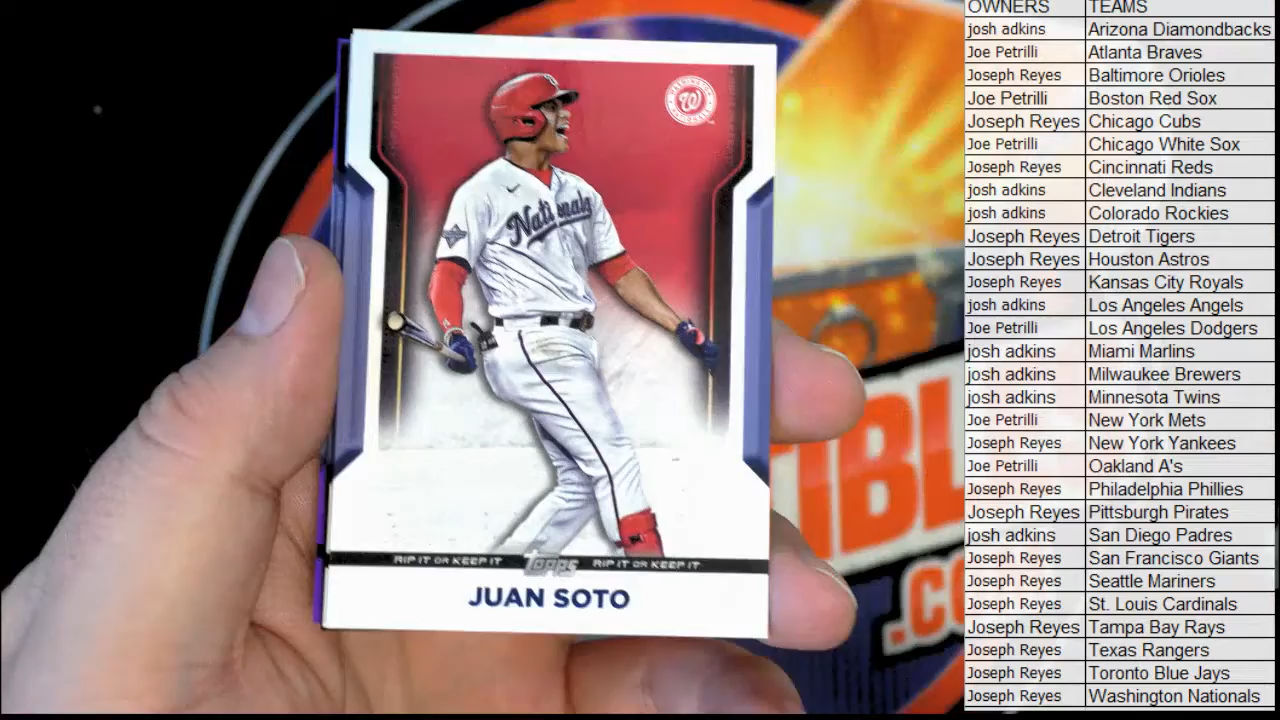 WASHINGTON
W
NATIONALS
Nationals
RIP IT OR KEEP IT Topps RIP IT OR KEEP IT
JUAN SOTO
TIBL
.CO
OWNERS TEAMS
josh adkins Arizona Diamondbacks
Joe Petrilli Atlanta Braves
Joseph Reyes Baltimore Orioles
Joe Petrilli Boston Red Sox
Joseph Reyes Chicago Cubs
Joe Petrilli Chicago White Sox
Joseph Reyes Cincinnati Reds
josh adkins Cleveland Indians
josh adkins Colorado Rockies
Joseph Reyes Detroit Tigers
Joseph Reyes Houston Astros
Joseph Reyes Kansas City Royals
josh adkins Los Angeles Angels
Joe Petrilli Los Angeles Dodgers
josh adkins Miami Marlins
josh adkins Milwaukee Brewers
josh adkins Minnesota Twins
Joe Petrilli New York Mets
Joseph Reyes New York Yankees
Joe Petrilli Oakland A's
Joseph Reyes Philadelphia Phillies
Joseph Reyes Pittsburgh Pirates
josh adkins San Diego Padres
Joseph Reyes San Francisco Giants
Joseph Reyes Seattle Mariners
Joseph Reyes St. Louis Cardinals
Joseph Reyes Tampa Bay Rays
Joseph Reyes Texas Rangers
Joseph Reyes Toronto Blue Jays
Joseph Reyes Washington Nationals